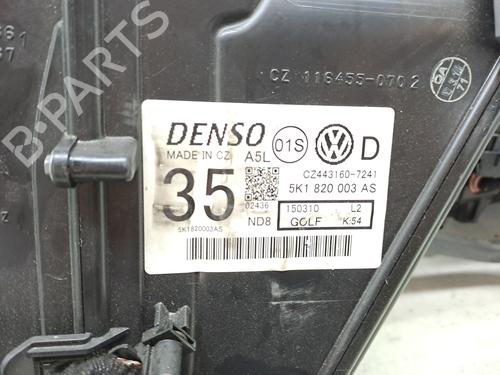 B-PARTS
CZ 116455-0702
DENSO
MADE IN CZ
A5L
01S
D
CZ443160-7241
5K1 820 003 AS
35
02436
ND8
150310 L2
GOLF K:54
5K1820003AS